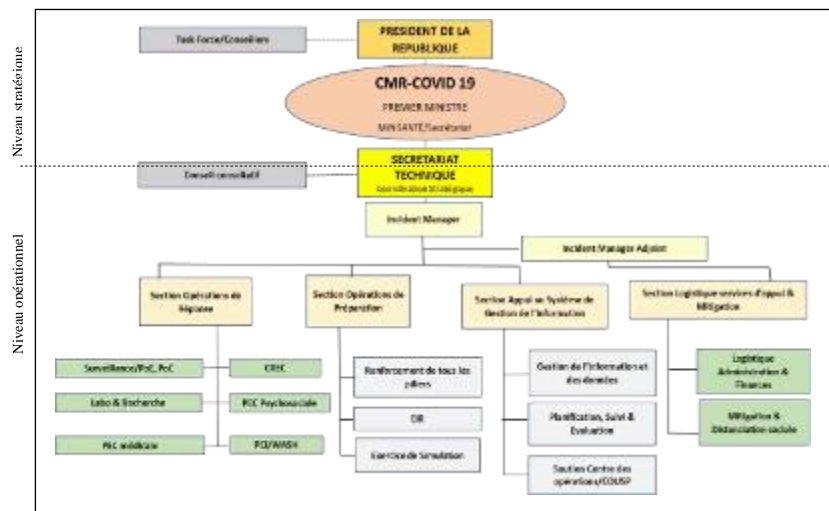 Niveau stratégique
Task Force/Conseillers
PRESIDENT DE LA
REPUBLIQUE
CMR-COVID 19
PREMIER MINISTRE
MINSANTE/Secrétariat
SECRETARIAT
TECHNIQUE
Coordination Stratégique
Conseil consultatif
Niveau opérationnel
Incident Manager
Incident Manager Adjoint
Section Opérations de
Réponse
Section Opérations de
Préparation
Section Appui au Système de
Gestion de l'Information
Section Logistique services d'appui &
Mitigation
Surveillance/PoE, PoC
CREC
Labo & Recherche
PEC Psychosociale
PEC médicale
PCI/WASH
Renforcement de tous les
piliers
EIR
Exercice de Simulation
Gestion de l'Information et
des données
Planification, Suivi &
Evaluation
Soutien Centre des
opérations/COUSP
Logistique
Administration &
Finances
Mitigation &
Distanciation sociale